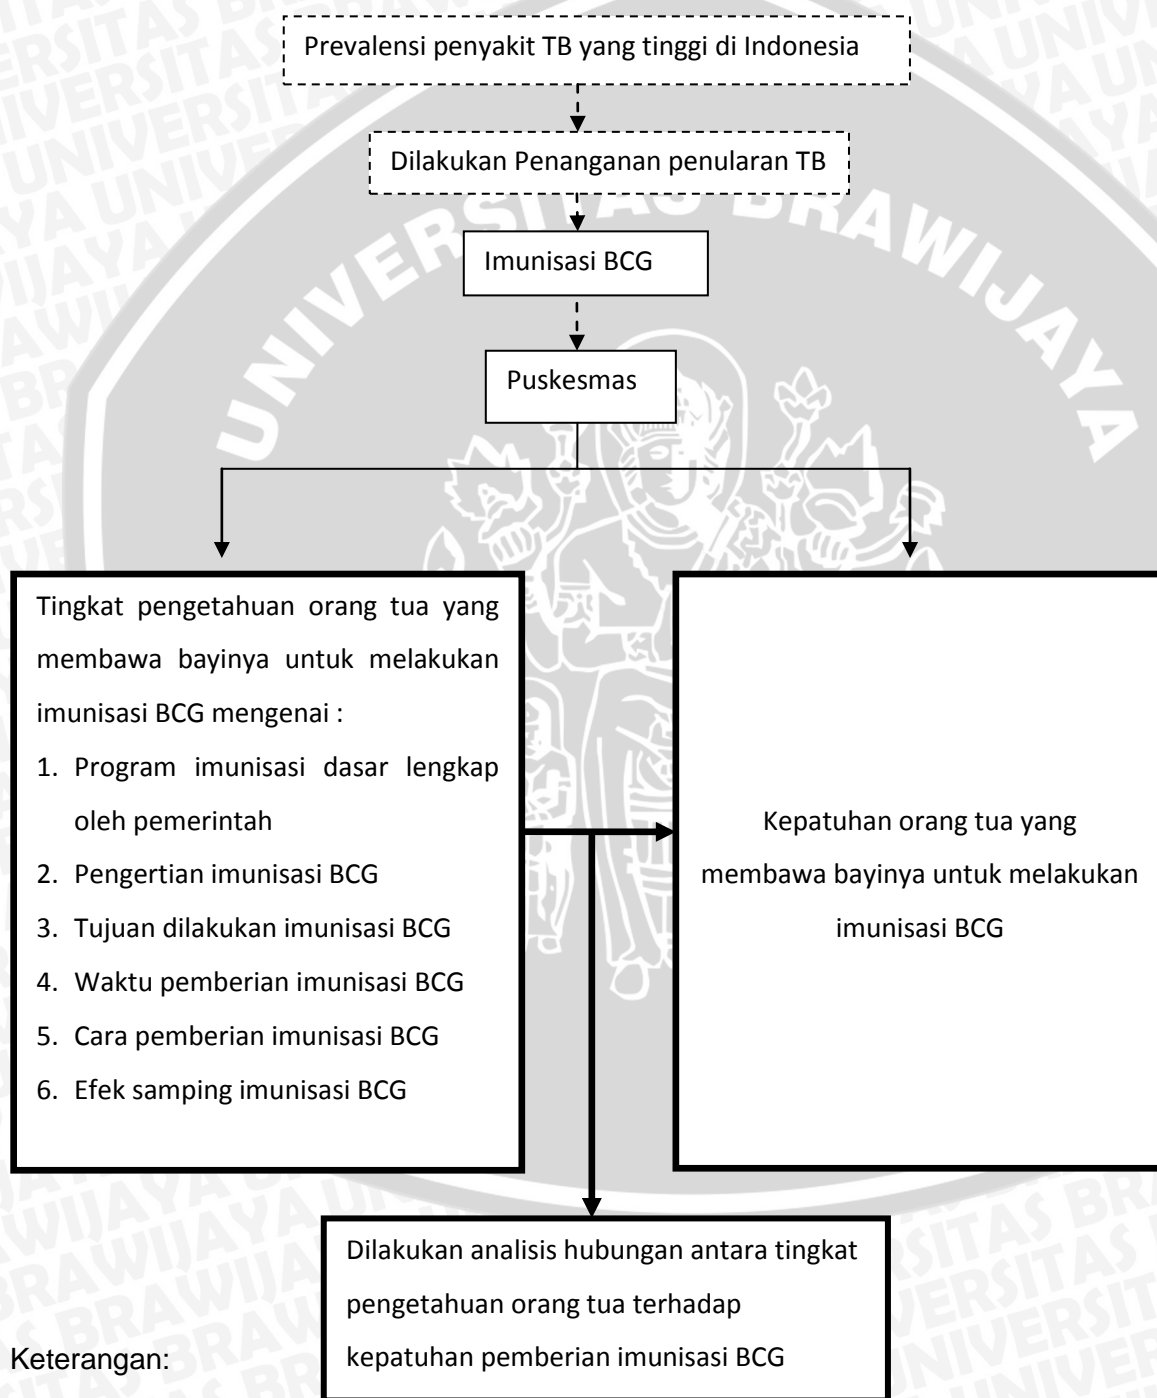 Prevalensi penyakit TB yang tinggi di Indonesia
Dilakukan Penanganan penularan TB
UNIVERSITAS BRAWIJAYA
Imunisasi BCG
Puskesmas
Tingkat pengetahuan orang tua yang
membawa bayinya untuk melakukan
imunisasi BCG mengenai :
1. Program imunisasi dasar lengkap
oleh pemerintah
2. Pengertian imunisasi BCG
3. Tujuan dilakukan imunisasi BCG
4. Waktu pemberian imunisasi BCG
5. Cara pemberian imunisasi BCG
6. Efek samping imunisasi BCG
Kepatuhan orang tua yang
membawa bayinya untuk melakukan
imunisasi BCG
Dilakukan analisis hubungan antara tingkat
pengetahuan orang tua terhadap
kepatuhan pemberian imunisasi BCG
Keterangan: